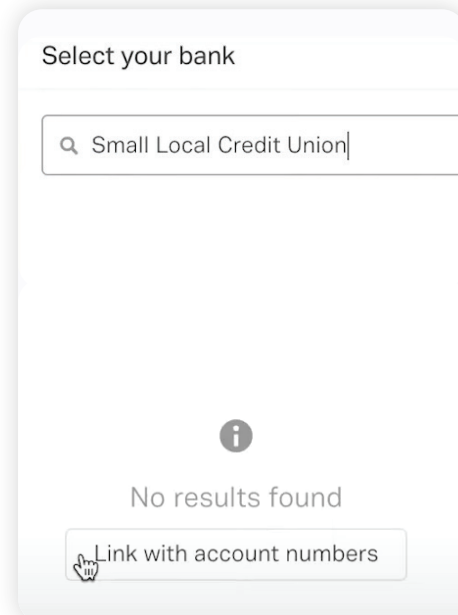 Select your bank
Small Local Credit Union
No results found
Link with account numbers